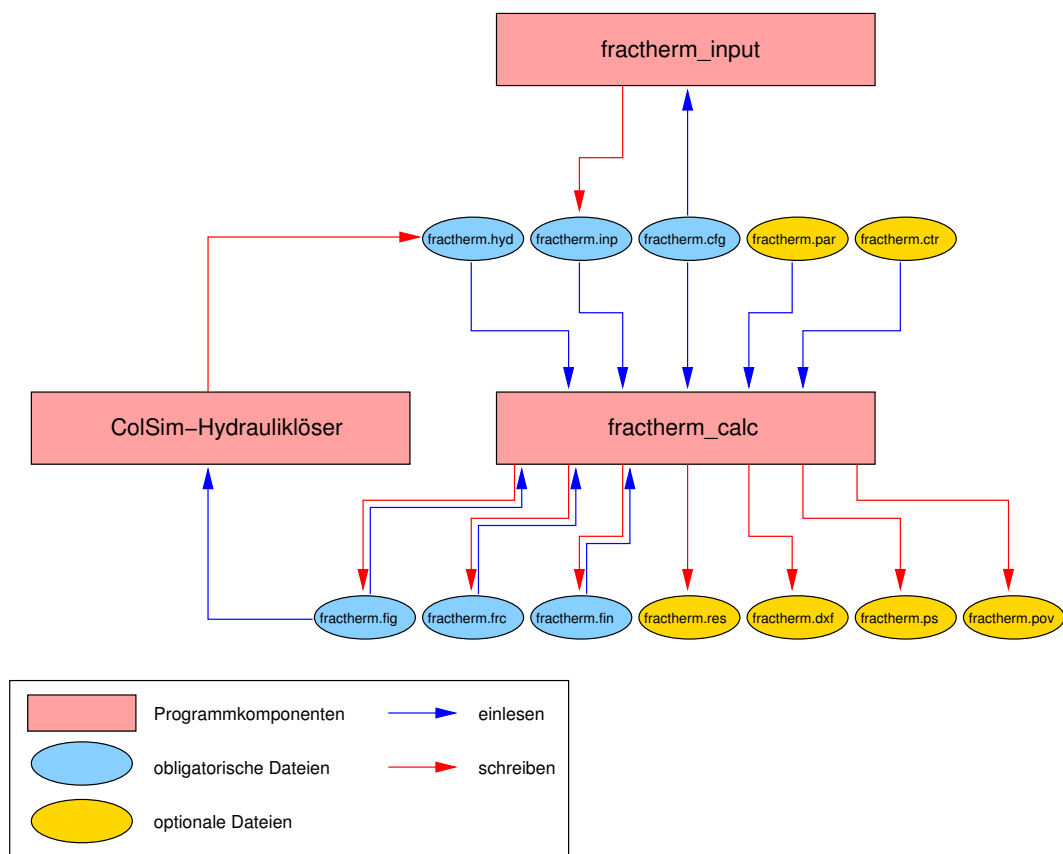 fractherm_input
fractherm.hyd
fractherm.inp
fractherm.cfg
fractherm.par
fractherm.ctr
ColSim−Hydrauliklöser
fractherm_calc
fractherm.fig
fractherm.frc
fractherm.fin
fractherm.res
fractherm.dxf
fractherm.ps
fractherm.pov
Programmkomponenten
einlesen
obligatorische Dateien
schreiben
optionale Dateien